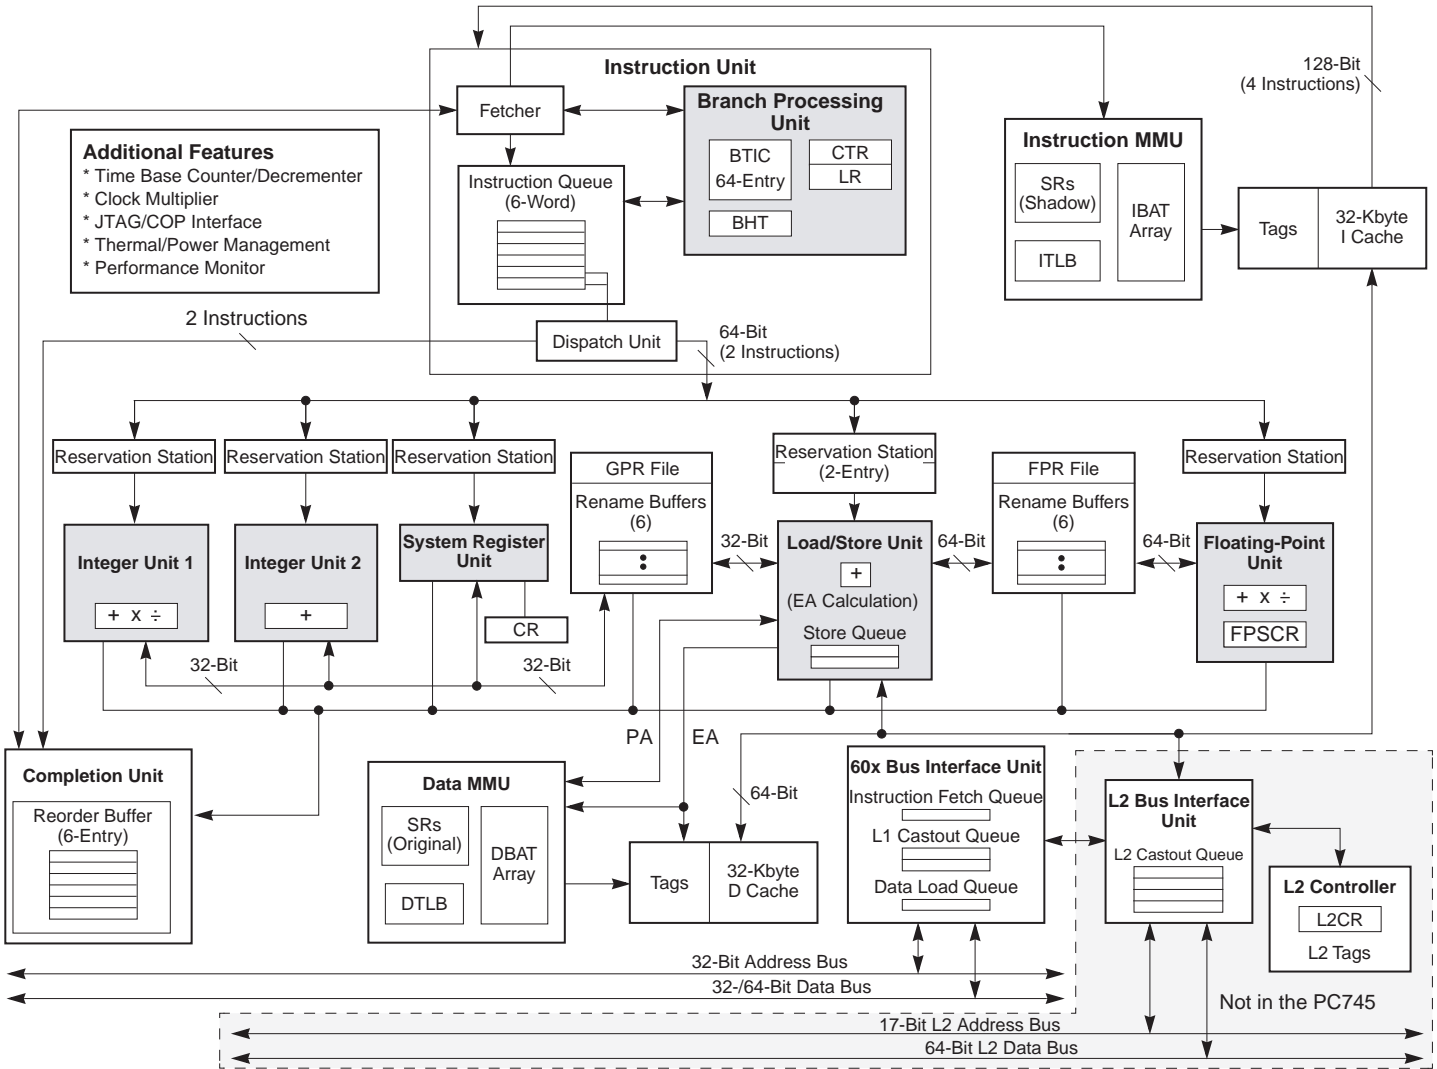 Instruction Unit
Fetcher
Branch Processing
Unit
BTIC
64-Entry
CTR
LR
BHT
Instruction Queue
(6-Word)
Dispatch Unit
128-Bit
(4 Instructions)
Instruction MMU
SRs
(Shadow)
ITLB
IBAT
Array
Tags
32-Kbyte
I Cache
Additional Features
* Time Base Counter/Decrementer
* Clock Multiplier
* JTAG/COP Interface
* Thermal/Power Management
* Performance Monitor
2 Instructions
64-Bit
(2 Instructions)
Reservation Station
Reservation Station
Reservation Station
Reservation Station
(2-Entry)
Reservation Station
GPR File
Rename Buffers
(6)
FPR File
Rename Buffers
(6)
Integer Unit 1
+ x ÷
Integer Unit 2
+
System Register
Unit
CR
32-Bit
Load/Store Unit
+
(EA Calculation)
Store Queue
64-Bit
64-Bit
Floating-Point
Unit
+ x ÷
FPSCR
32-Bit
32-Bit
PA
EA
Completion Unit
Reorder Buffer
(6-Entry)
Data MMU
SRs
(Original)
DTLB
DBAT
Array
64-Bit
Tags
32-Kbyte
D Cache
60x Bus Interface Unit
Instruction Fetch Queue
L1 Castout Queue
Data Load Queue
L2 Bus Interface
Unit
L2 Castout Queue
L2 Controller
L2CR
L2 Tags
32-Bit Address Bus
32-/64-Bit Data Bus
Not in the PC745
17-Bit L2 Address Bus
64-Bit L2 Data Bus